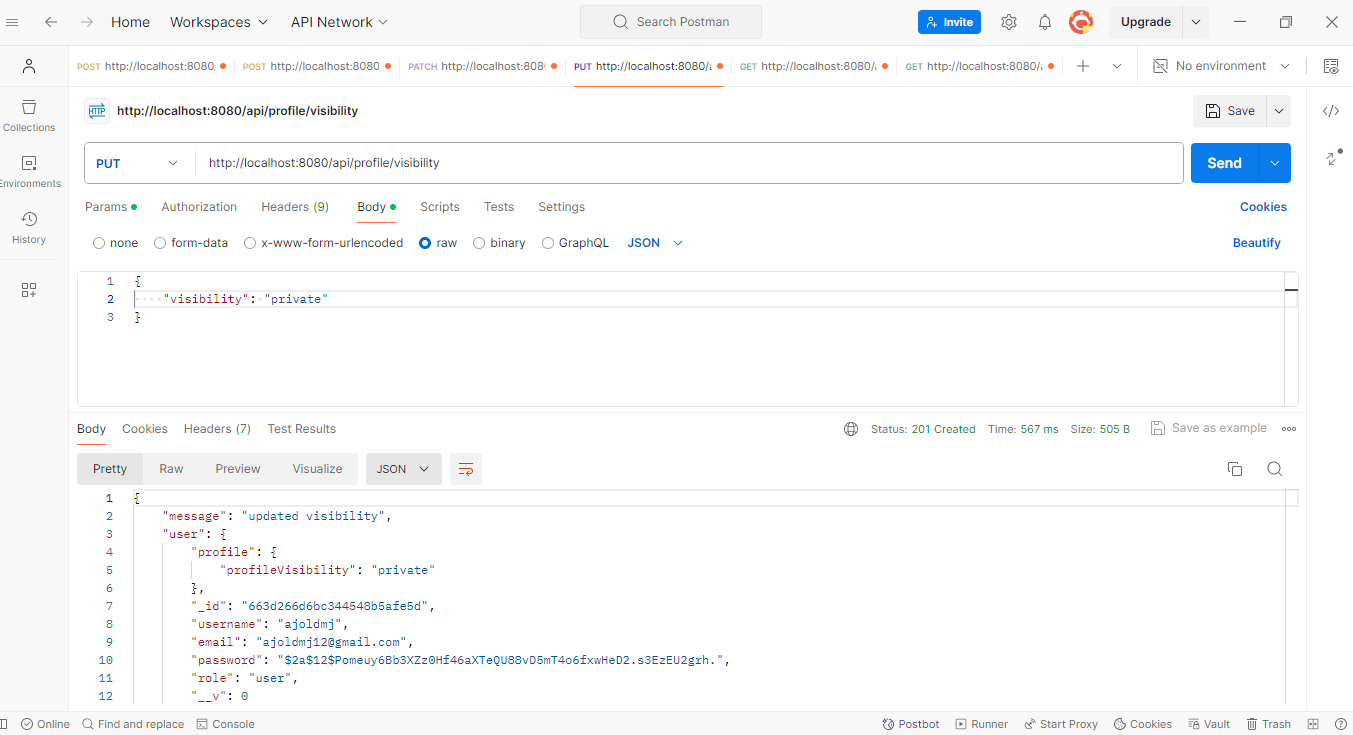 Home Workspaces API Network Search Postman Invite Upgrade
POST http://localhost:8080, POST http://localhost:8080 PATCH http://localhost:808 PUT http://localhost:8080/a GET http://localhost:8080/a GET http://localhost:8080/a No environment
Collections
Environments
History
HTTP http://localhost:8080/api/profile/visibility Save
PUT http://localhost:8080/api/profile/visibility Send
Params Authorization Headers (9) Body Scripts Tests Settings Cookies
none form-data x-www-form-urlencoded raw binary GraphQL JSON Beautify
1 {
2 "visibility": "private"
3 }
Body Cookies Headers (7) Test Results Status: 201 Created Time: 567 ms Size: 505 B Save as example
Pretty Raw Preview Visualize JSON
1 {
2 "message": "updated visibility",
3 "user": {
4 "profile": {
5 "profileVisibility": "private"
6 },
7 "_id": "663d266d6bc344548b5afe5d",
8 "username": "ajoldmj",
9 "email": "ajoldmj12@gmail.com",
10 "password": "$2a$12$Pomeuy6Bb3XZz0Hf46aXTeQU88vD5mT4o6fxwHeD2.s3EzEU2grh.",
11 "role": "user",
12 "__v": 0
Online Find and replace Console Postbot Runner Start Proxy Cookies Vault Trash